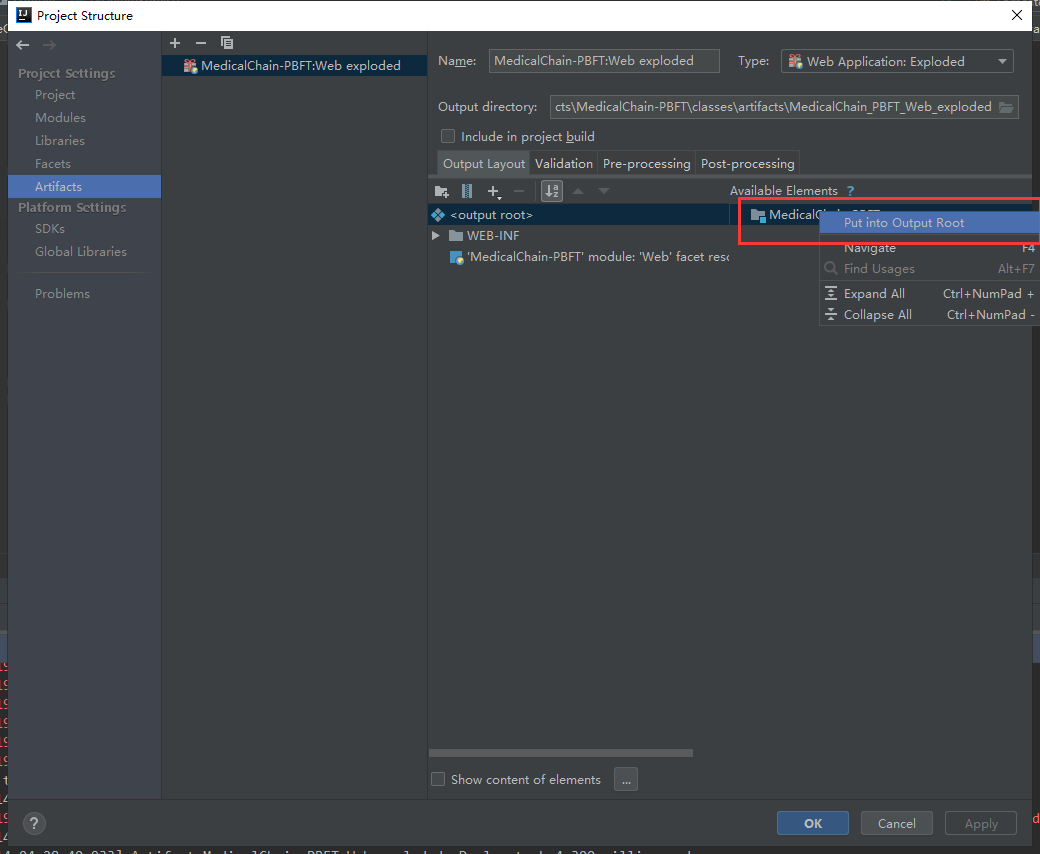 Project Structure
Project Settings
Project
Modules
Libraries
Facets
Artifacts
Platform Settings
SDKs
Global Libraries
Problems
MedicalChain-PBFT:Web exploded
Name: MedicalChain-PBFT:Web exploded Type: Web Application: Exploded
Output directory: cts\MedicalChain-PBFT\classes\artifacts\MedicalChain_PBFT_Web_exploded
Include in project build
Output Layout Validation Pre-processing Post-processing
Available Elements ?
<output root>
WEB-INF
'MedicalChain-PBFT' module: 'Web' facet resc
Put into Output Root
Navigate F4
Find Usages Alt+F7
Expand All Ctrl+NumPad +
Collapse All Ctrl+NumPad -
Show content of elements ...
? OK Cancel Apply